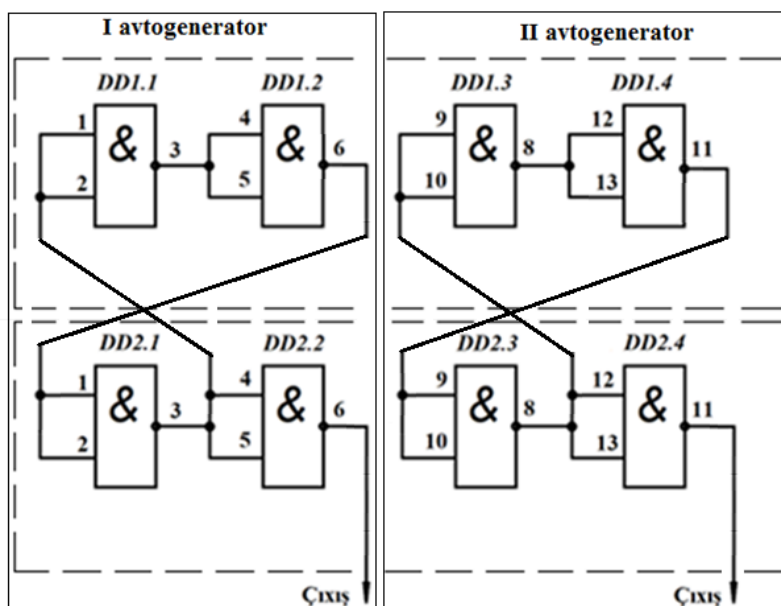 I avtogenerator
DD1.1 DD1.2
& &
1 2 3 4 5 6
DD2.1 DD2.2
& &
1 2 3 4 5 6
Çıxış
II avtogenerator
DD1.3 DD1.4
& &
9 10 8 12 13 11
DD2.3 DD2.4
& &
9 10 8 12 13 11
Çıxış